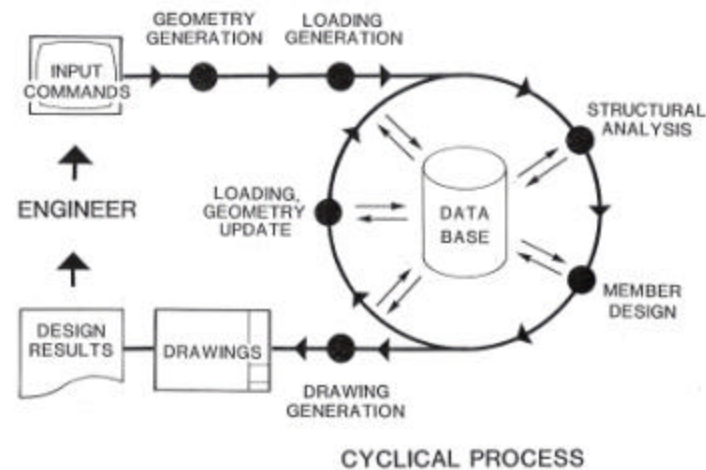 GEOMETRY
GENERATION
LOADING
GENERATION
INPUT
COMMANDS
STRUCTURAL
ANALYSIS
ENGINEER
LOADING,
GEOMETRY
UPDATE
DATA
BASE
MEMBER
DESIGN
DESIGN
RESULTS
DRAWINGS
DRAWING
GENERATION
CYCLICAL PROCESS